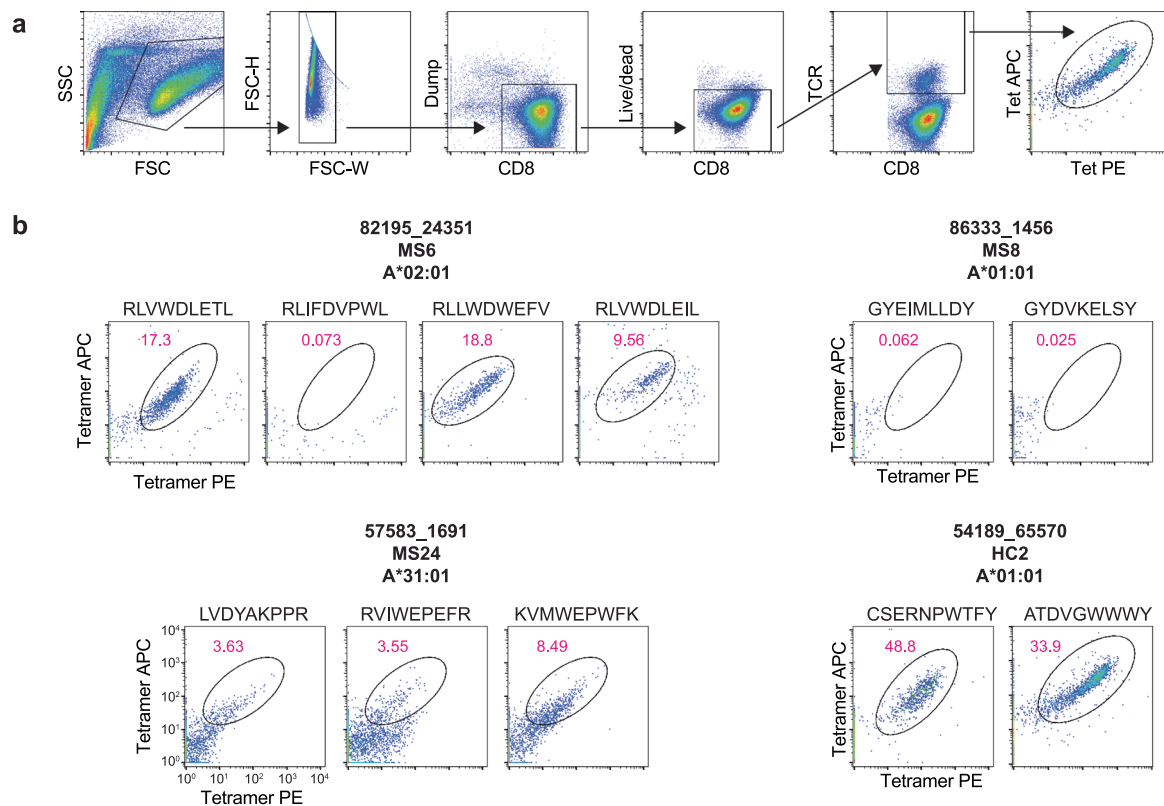 a
SSC
FSC
FSC-H
FSC-W
Dump
CD8
Live/dead
CD8
TCR
CD8
Tet APC
Tet PE
b
82195_24351
MS6
A*02:01
RLVWDLETL
RLIFDVPWL
RLLWDWEFV
RLVWDLEIL
17.3
0.073
18.8
9.56
Tetramer APC
Tetramer PE
86333_1456
MS8
A*01:01
GYEIMLLDY
GYDVKELSY
0.062
0.025
Tetramer APC
Tetramer PE
57583_1691
MS24
A*31:01
LVDYAKPPR
RVIWEPEFR
KVMWEPWFK
3.63
3.55
8.49
Tetramer APC
10⁴
10³
10²
10¹
10⁰
10⁰ 10¹ 10² 10³ 10⁴
Tetramer PE
54189_65570
HC2
A*01:01
CSERNPWTFY
ATDVGWWWY
48.8
33.9
Tetramer APC
Tetramer PE